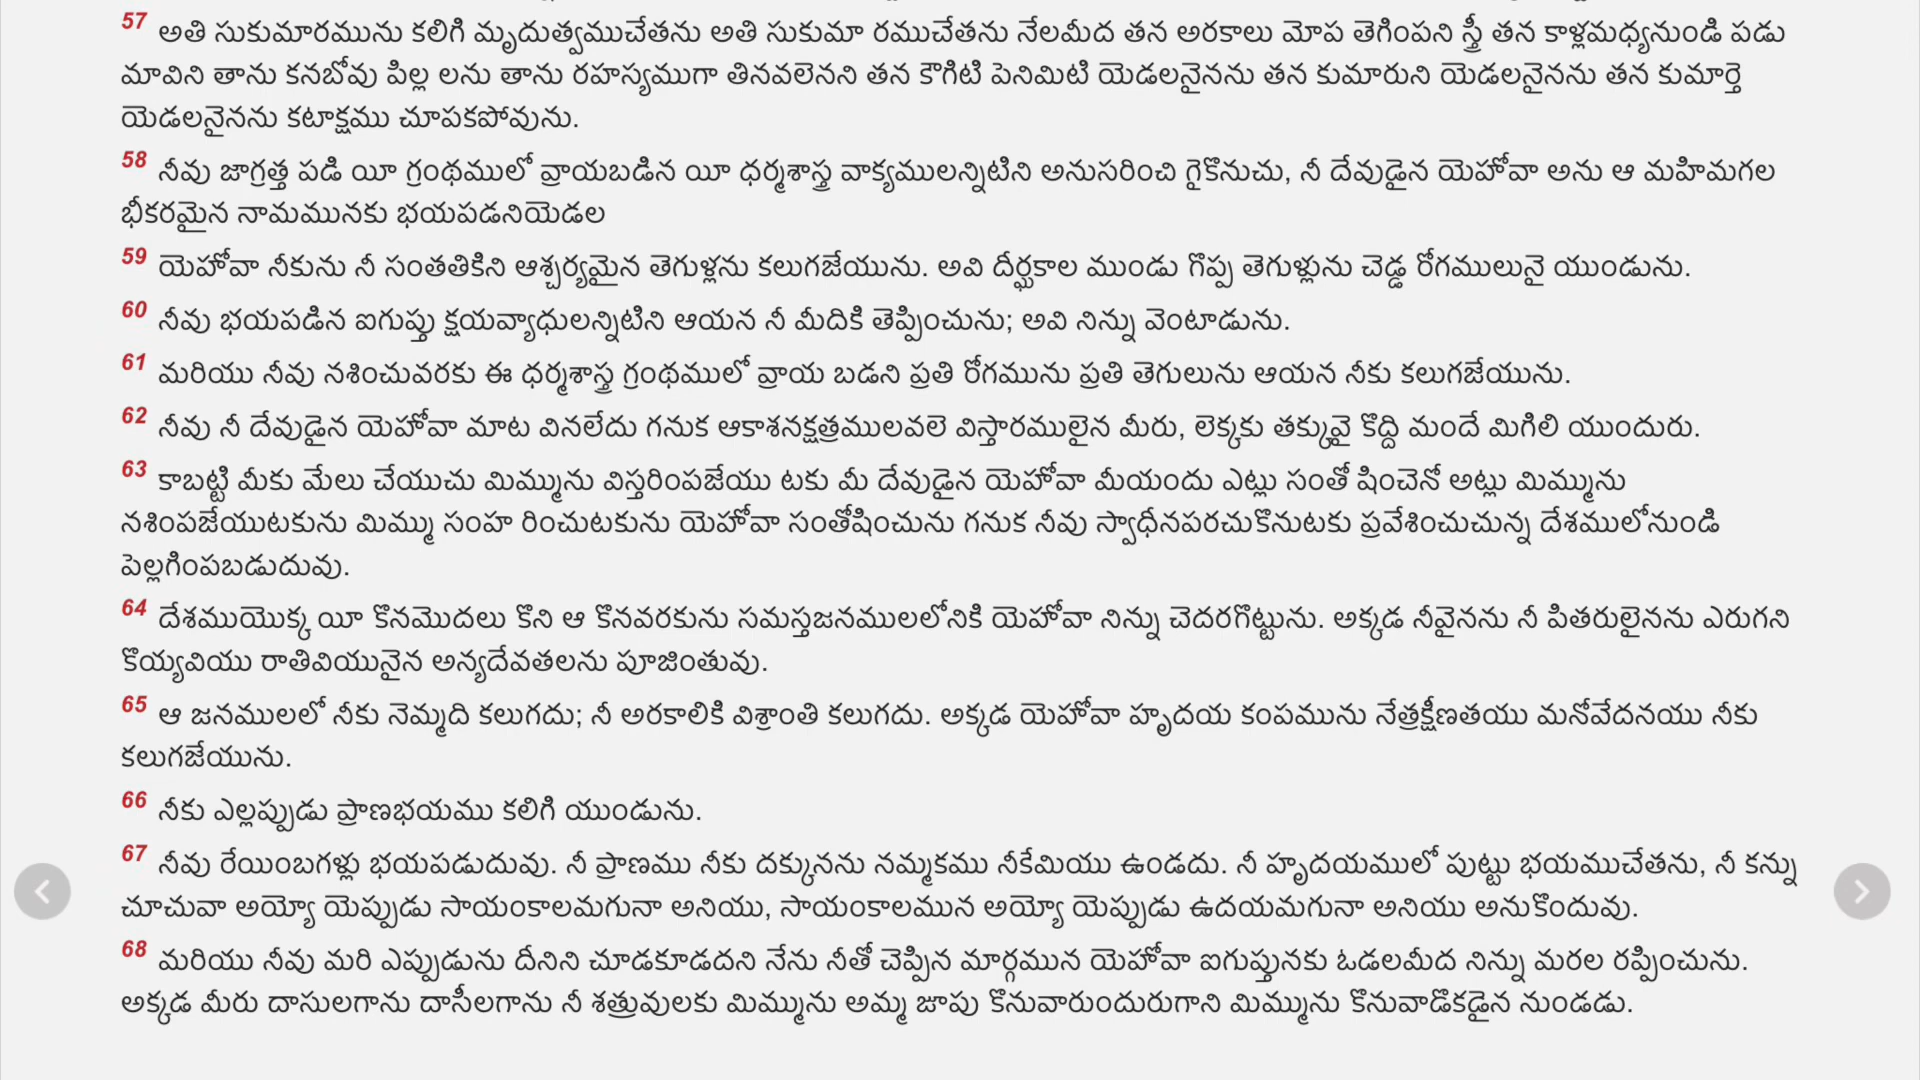 57 అతి సుకుమారమును కలిగి మృదుత్వముచేతను అతి సుకుమా రముచేతను నేలమీద తన అరకాలు మోప తెగింపని స్త్రీ తన కాళ్లమధ్యనుండి పడు
మావిని తాను కనబోవు పిల్ల లను తాను రహస్యముగా తినవలెనని తన కౌగిటి పెనిమిటి యెడలనైనను తన కుమారుని యెడలనైనను తన కుమార్తె
యెడలనైనను కటాక్షము చూపకపోవును.
58 నీవు జాగ్రత్త పడి యీ గ్రంథములో వ్రాయబడిన యీ ధర్మశాస్త్ర వాక్యములన్నిటిని అనుసరించి గైకొనుచు, నీ దేవుడైన యెహోవా అను ఆ మహిమగల
భీకరమైన నామమునకు భయపడనియెడల
59 యెహోవా నీకును నీ సంతతికిని ఆశ్చర్యమైన తెగుళ్లను కలుగజేయును. అవి దీర్ఘకాల ముండు గొప్ప తెగుళ్లును చెడ్డ రోగములునై యుండును.
60 నీవు భయపడిన ఐగుప్తు క్షయవ్యాధులన్నిటిని ఆయన నీ మీదికి తెప్పించును; అవి నిన్ను వెంటాడును.
61 మరియు నీవు నశించువరకు ఈ ధర్మశాస్త్ర గ్రంథములో వ్రాయ బడని ప్రతి రోగమును ప్రతి తెగులును ఆయన నీకు కలుగజేయును.
62 నీవు నీ దేవుడైన యెహోవా మాట వినలేదు గనుక ఆకాశనక్షత్రములవలె విస్తారములైన మీరు, లెక్కకు తక్కువై కొద్ది మందే మిగిలి యుందురు.
63 కాబట్టి మీకు మేలు చేయుచు మిమ్మును విస్తరింపజేయు టకు మీ దేవుడైన యెహోవా మీయందు ఎట్లు సంతో షించెనో అట్లు మిమ్మును
నశింపజేయుటకును మిమ్ము సంహ రించుటకును యెహోవా సంతోషించును గనుక నీవు స్వాధీనపరచుకొనుటకు ప్రవేశించుచున్న దేశములోనుండి
పెల్లగింపబడుదువు.
64 దేశముయొక్క యీ కొనమొదలు కొని ఆ కొనవరకును సమస్తజనములలోనికి యెహోవా నిన్ను చెదరగొట్టును. అక్కడ నీవైనను నీ పితరులైనను ఎరుగని
కొయ్యవియు రాతివియునైన అన్యదేవతలను పూజింతువు.
65 ఆ జనములలో నీకు నెమ్మది కలుగదు; నీ అరకాలికి విశ్రాంతి కలుగదు. అక్కడ యెహోవా హృదయ కంపమును నేత్రక్షీణతయు మనోవేదనయు నీకు
కలుగజేయును.
66 నీకు ఎల్లప్పుడు ప్రాణభయము కలిగి యుండును.
67 నీవు రేయింబగళ్లు భయపడుదువు. నీ ప్రాణము నీకు దక్కునను నమ్మకము నీకేమియు ఉండదు. నీ హృదయములో పుట్టు భయముచేతను, నీ కన్ను
చూచువా అయ్యో యెప్పుడు సాయంకాలమగునా అనియు, సాయంకాలమున అయ్యో యెప్పుడు ఉదయమగునా అనియు అనుకొందువు.
68 మరియు నీవు మరి ఎప్పుడును దీనిని చూడకూడదని నేను నీతో చెప్పిన మార్గమున యెహోవా ఐగుప్తునకు ఓడలమీద నిన్ను మరల రప్పించును.
అక్కడ మీరు దాసులగాను దాసీలగాను నీ శత్రువులకు మిమ్మును అమ్మ జూపు కొనువారుందురుగాని మిమ్మును కొనువాడొకడైన నుండడు.